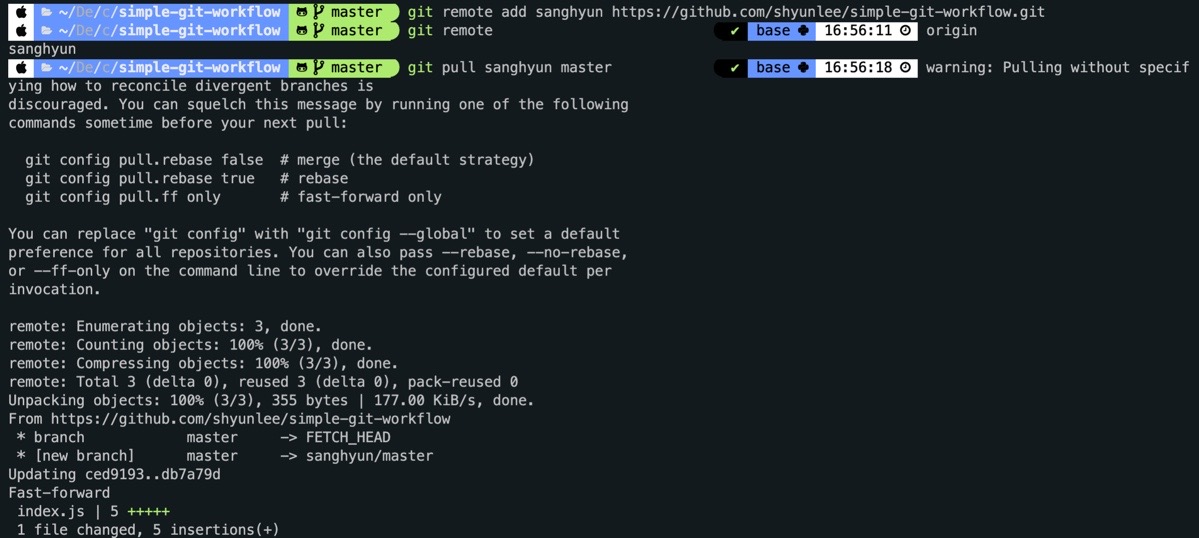 ~/De/c/simple-git-workflow master git remote add sanghyun https://github.com/shyunlee/simple-git-workflow.git
~/De/c/simple-git-workflow master git remote ✔ base 16:56:11 origin
sanghyun
~/De/c/simple-git-workflow master git pull sanghyun master ✔ base 16:56:18 warning: Pulling without specif
ying how to reconcile divergent branches is
discouraged. You can squelch this message by running one of the following
commands sometime before your next pull:

  git config pull.rebase false  # merge (the default strategy)
  git config pull.rebase true   # rebase
  git config pull.ff only       # fast-forward only

You can replace "git config" with "git config --global" to set a default
preference for all repositories. You can also pass --rebase, --no-rebase,
or --ff-only on the command line to override the configured default per
invocation.

remote: Enumerating objects: 3, done.
remote: Counting objects: 100% (3/3), done.
remote: Compressing objects: 100% (3/3), done.
remote: Total 3 (delta 0), reused 3 (delta 0), pack-reused 0
Unpacking objects: 100% (3/3), 355 bytes | 177.00 KiB/s, done.
From https://github.com/shyunlee/simple-git-workflow
 * branch            master     -> FETCH_HEAD
 * [new branch]      master     -> sanghyun/master
Updating ced9193..db7a79d
Fast-forward
 index.js | 5 +++++
 1 file changed, 5 insertions(+)